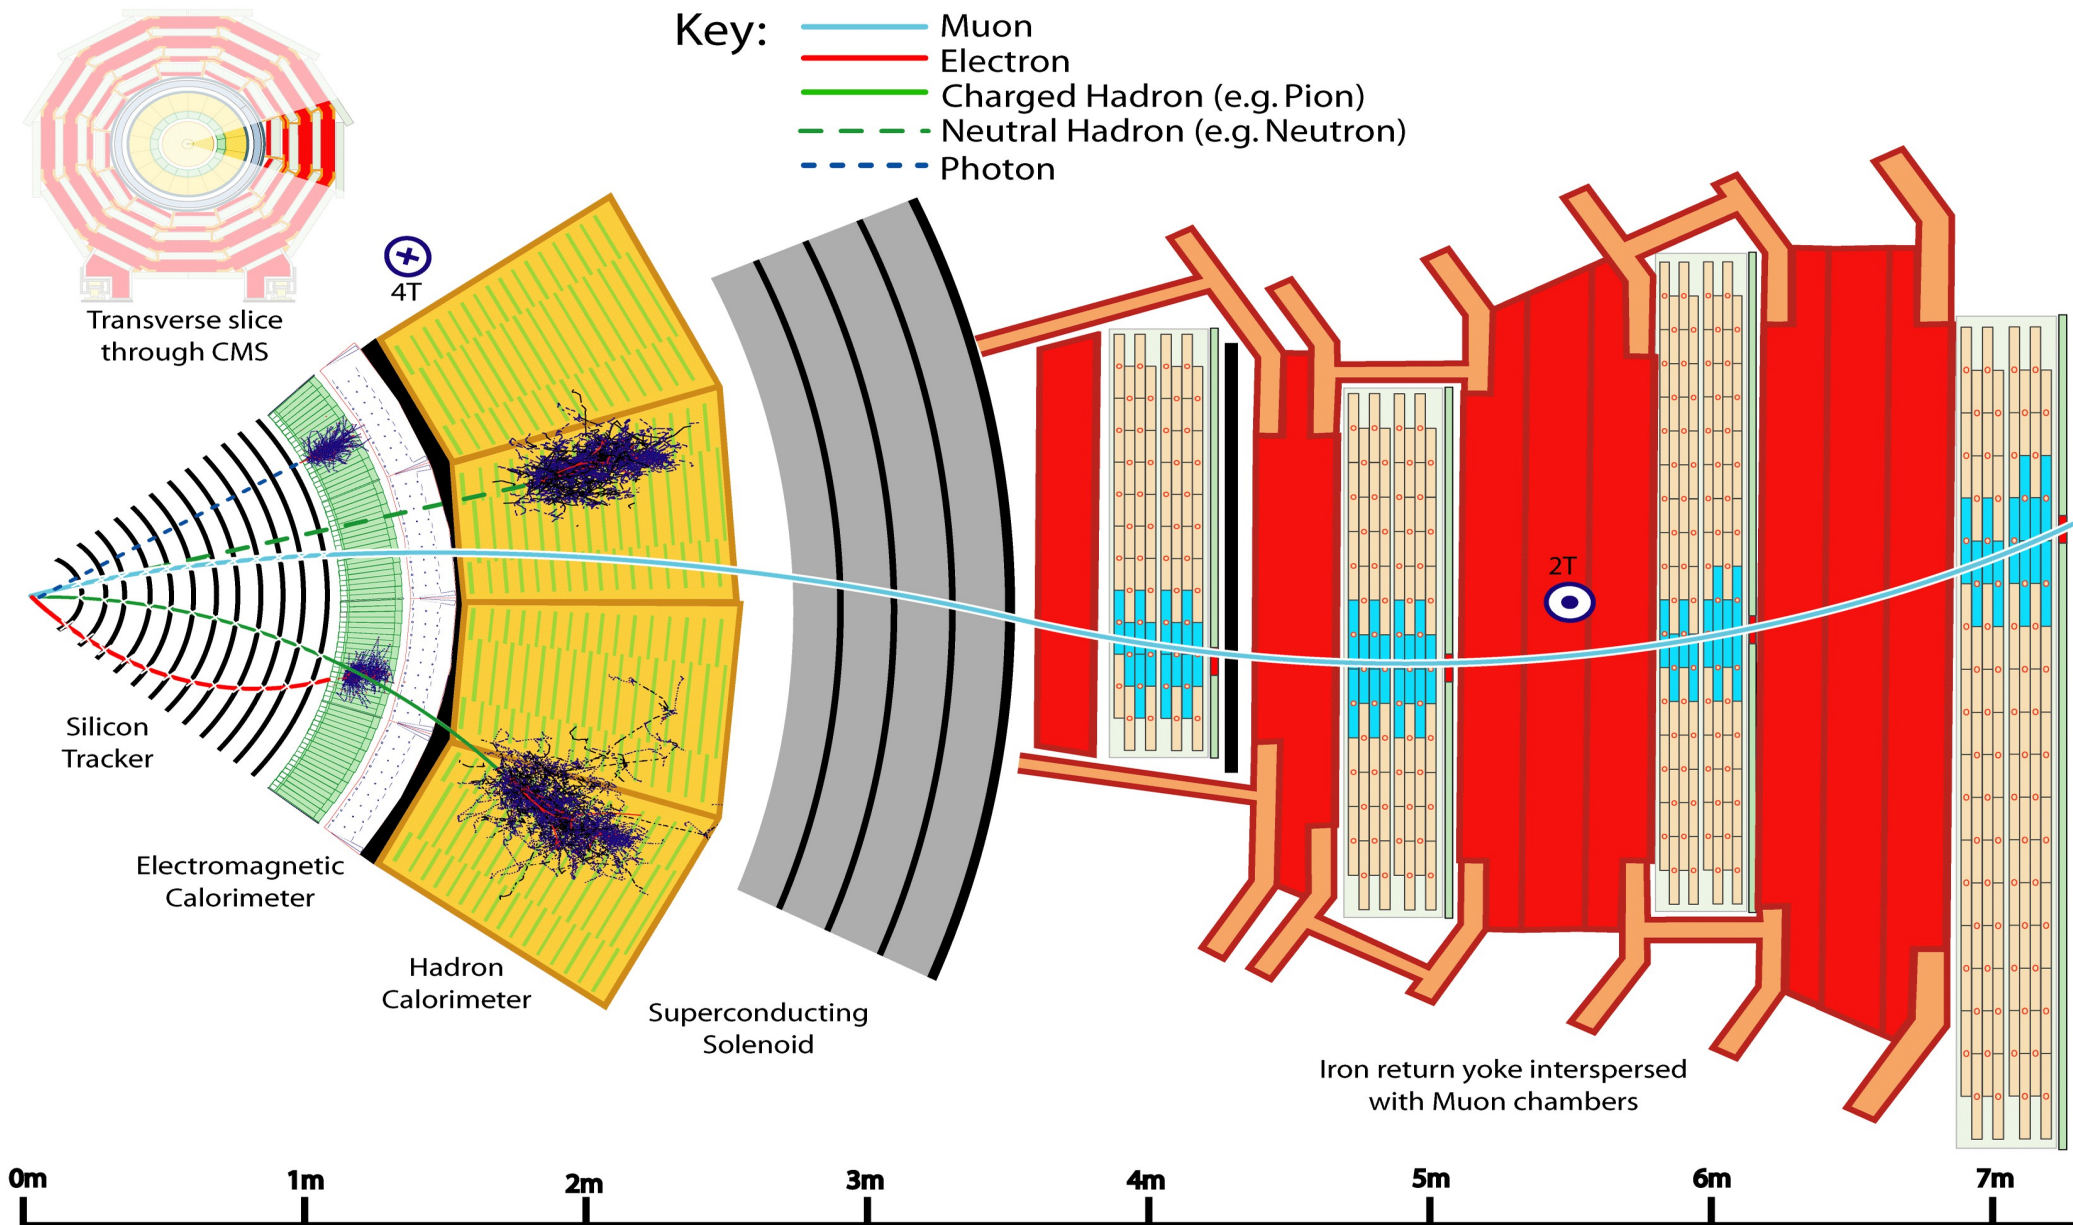 Key:
Muon
Electron
Charged Hadron (e.g. Pion)
Neutral Hadron (e.g. Neutron)
Photon
Transverse slice
through CMS
4T
2T
Silicon
Tracker
Electromagnetic
Calorimeter
Hadron
Calorimeter
Superconducting
Solenoid
Iron return yoke interspersed
with Muon chambers
0m 1m 2m 3m 4m 5m 6m 7m